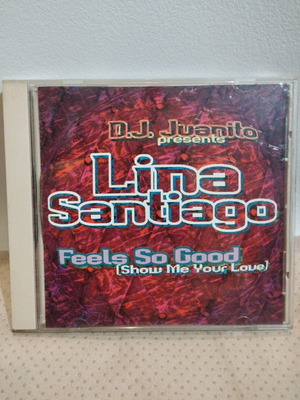 D.J. Juanito
presents
Lina
Santiago
Feels So Good
(Show Me Your Love)